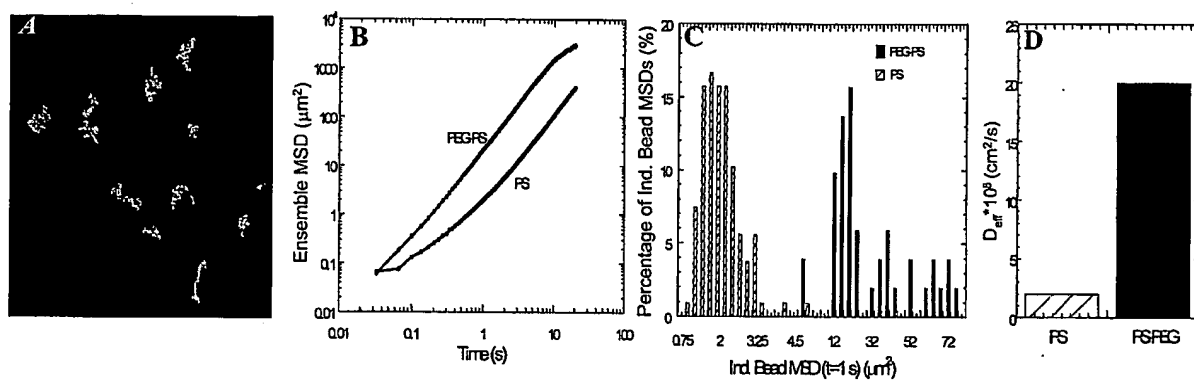 A
B
Ensemble MSD (µm²)
10⁴
1000
100
10
1
0.1
0.01
PEG-PS
PS
0.01
0.1
1
10
100
Time(s)
C
Percentage of Ind. Bead MSDs (%)
20
15
10
5
0
PEG-PS
PS
0.75
2
3.25
4.5
12
32
52
72
Ind. Bead MSD (t=1 s) (µm²)
D
25
20
15
10
5
0
PS
PS-PEG